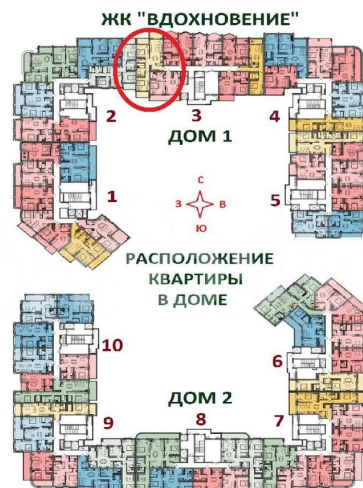 ЖК "ВДОХНОВЕНИЕ"
2
3
4
ДОМ 1
1
С
З В
Ю
5
РАСПОЛОЖЕНИЕ
КВАРТИРЫ
В ДОМЕ
10
6
ДОМ 2
9
8
7